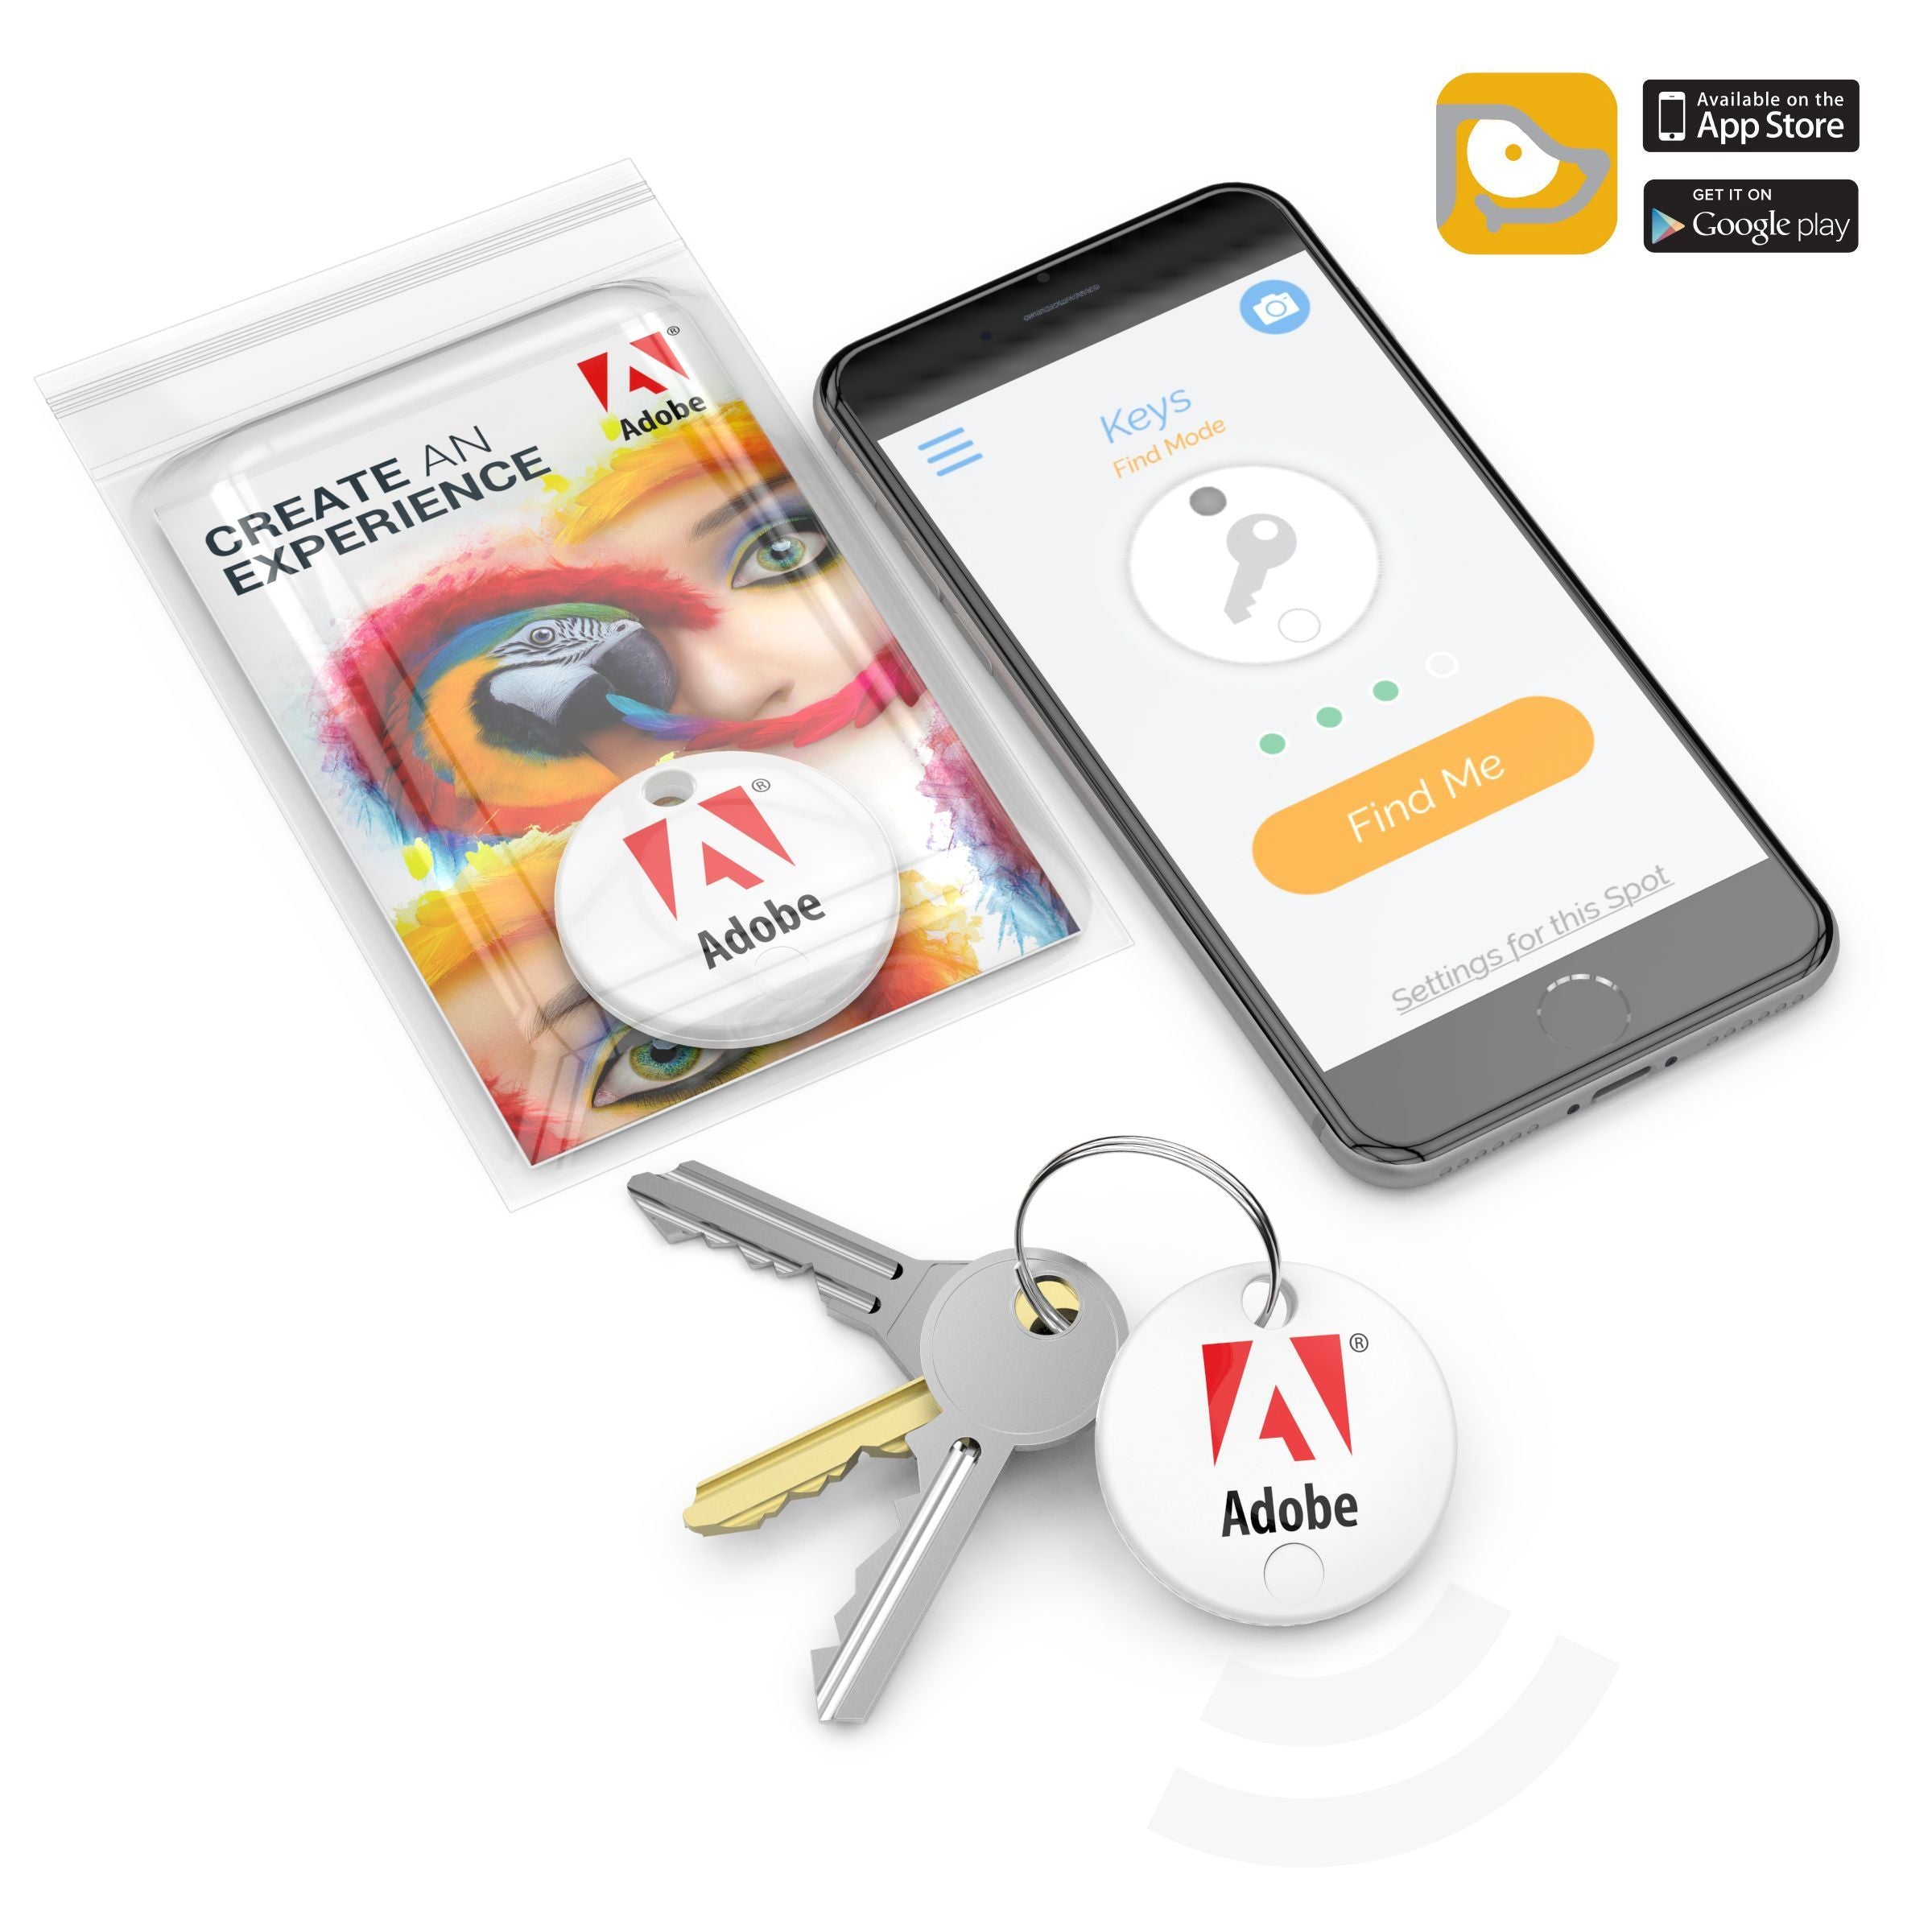 Available on the
App Store
GET IT ON
Google play
CREATE AN
EXPERIENCE
®
Adobe
®
Adobe
Keys
Find Mode
Find Me
Settings for this Spot
®
Adobe